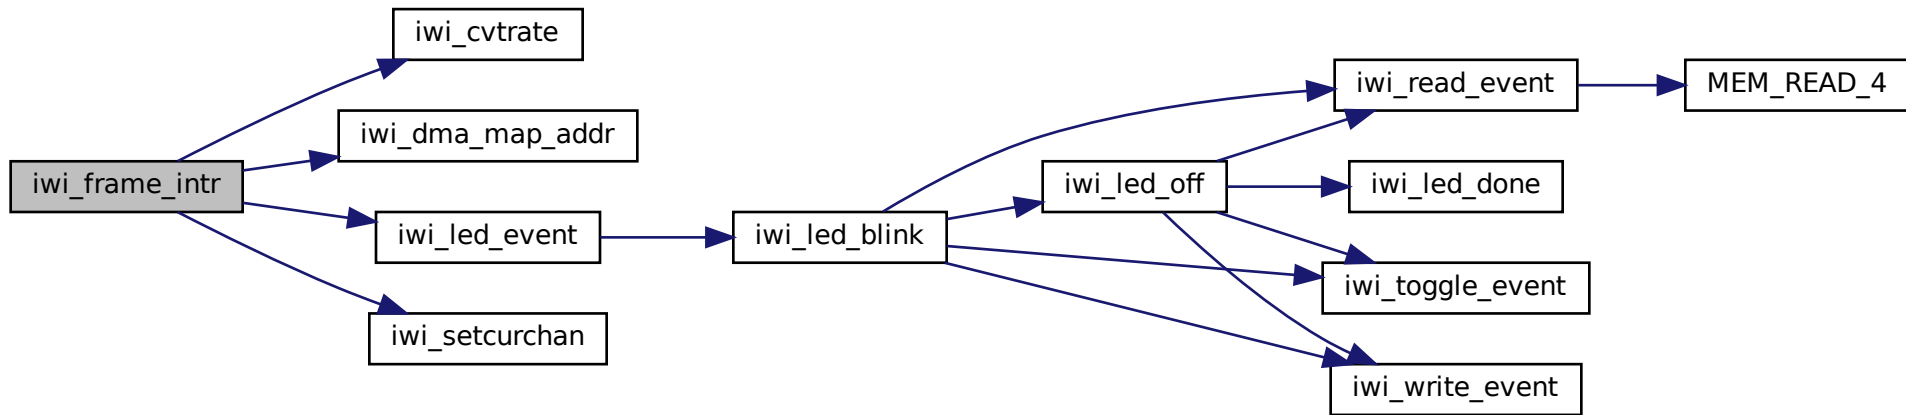 iwi_cvtrate
iwi_read_event
MEM_READ_4
iwi_dma_map_addr
iwi_frame_intr
iwi_led_off
iwi_led_done
iwi_led_event
iwi_led_blink
iwi_toggle_event
iwi_setcurchan
iwi_write_event